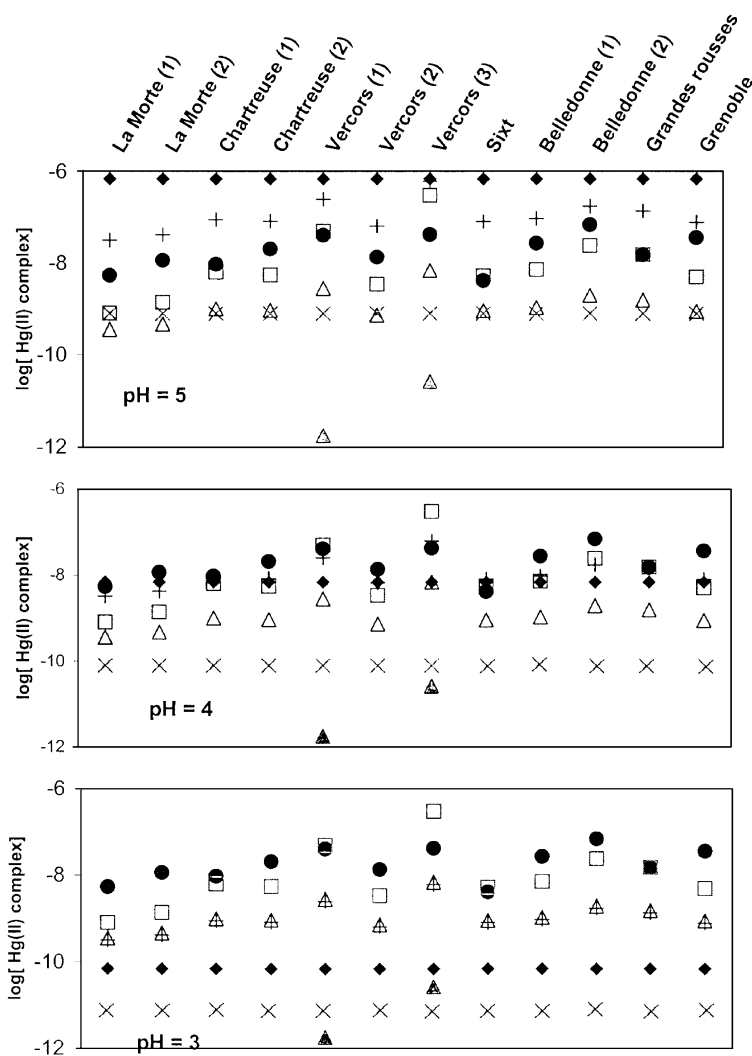 La Morte (1)
La Morte (2)
Chartreuse (1)
Chartreuse (2)
Vercors (1)
Vercors (2)
Vercors (3)
Sixt
Belledonne (1)
Belledonne (2)
Grandes rousses
Grenoble
-6
-8
-10
-12
log[ Hg(II) complex]
pH = 5
-6
-8
-10
-12
log[ Hg(II) complex]
pH = 4
-6
-8
-10
-12
log[ Hg(II) complex]
pH = 3